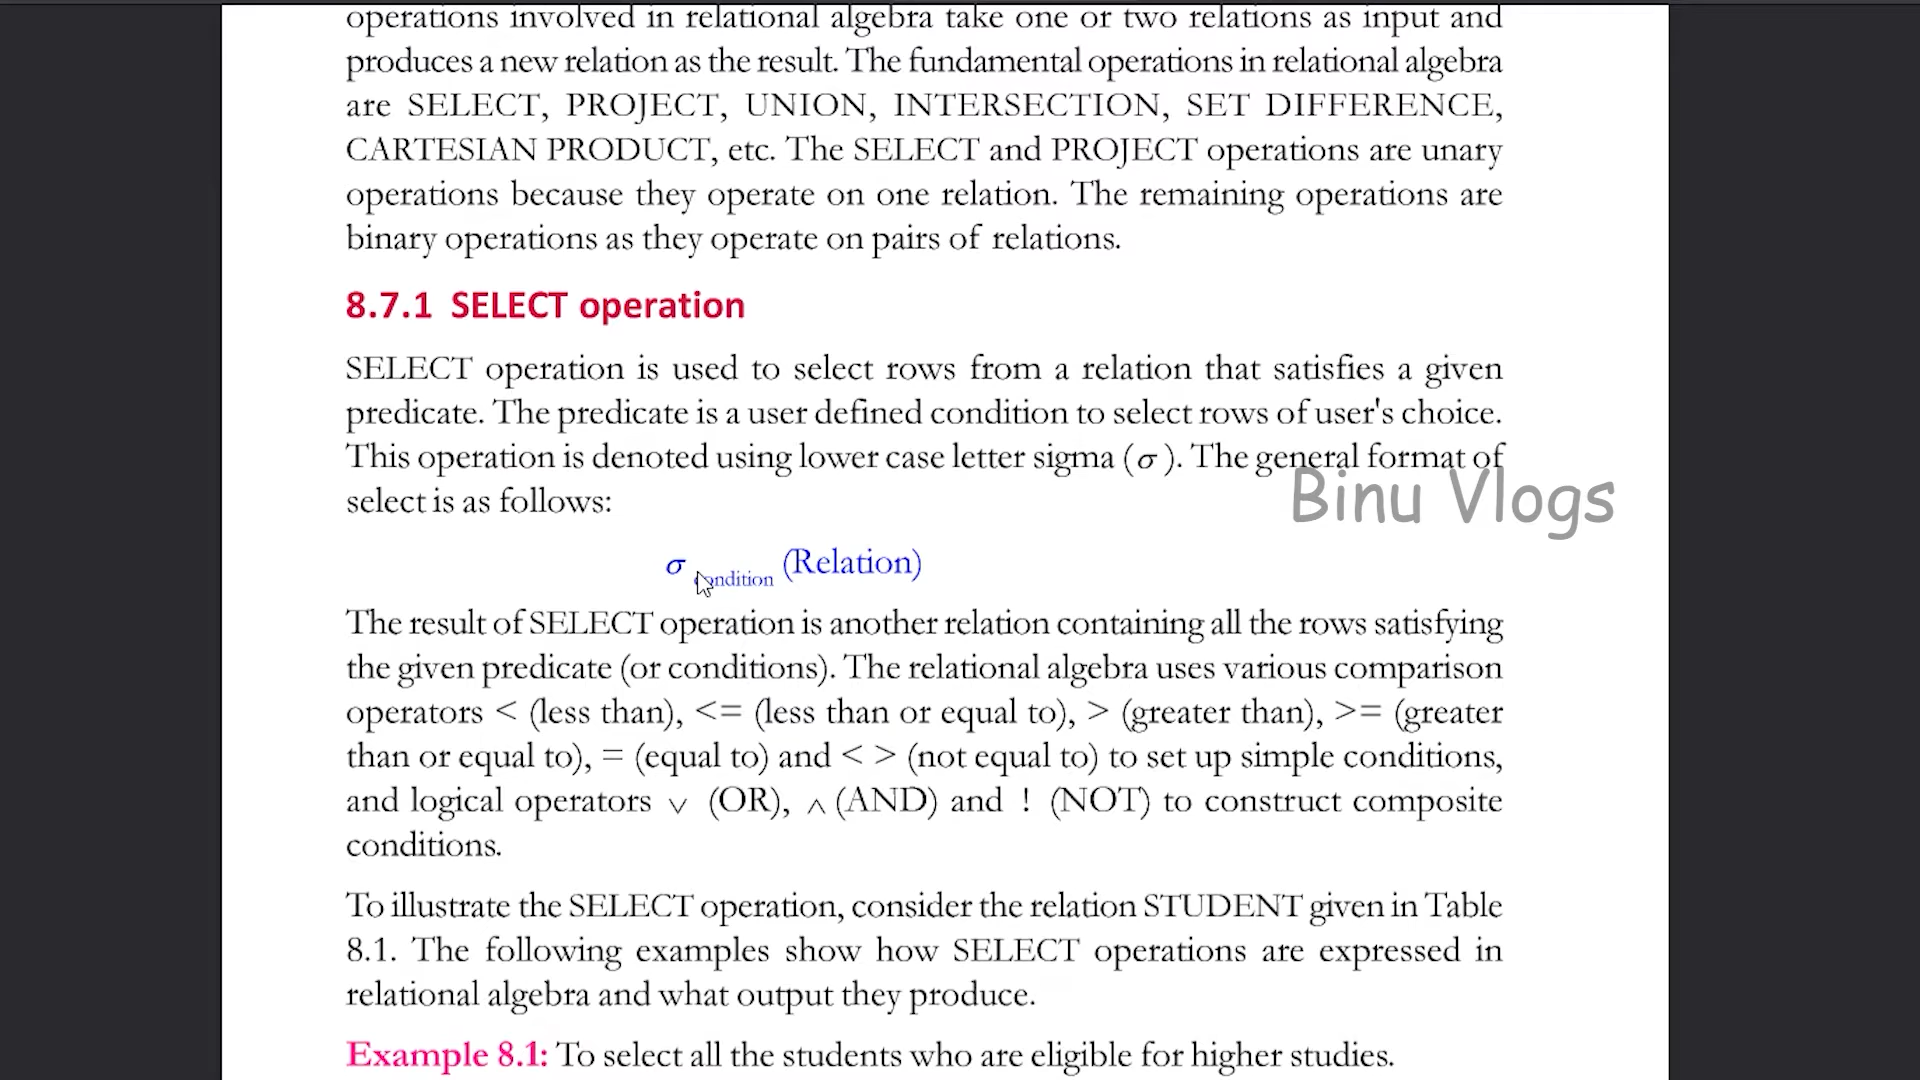 operations involved in relational algebra take one or two relations as input and
produces a new relation as the result. The fundamental operations in relational algebra
are SELECT, PROJECT, UNION, INTERSECTION, SET DIFFERENCE,
CARTESIAN PRODUCT, etc. The SELECT and PROJECT operations are unary
operations because they operate on one relation. The remaining operations are
binary operations as they operate on pairs of relations.
8.7.1 SELECT operation
SELECT operation is used to select rows from a relation that satisfies a given
predicate. The predicate is a user defined condition to select rows of user's choice.
This operation is denoted using lower case letter sigma (σ). The general format of
select is as follows:
Binu Vlogs
σ condition (Relation)
The result of SELECT operation is another relation containing all the rows satisfying
the given predicate (or conditions). The relational algebra uses various comparison
operators < (less than), <= (less than or equal to), > (greater than), >= (greater
than or equal to), = (equal to) and < > (not equal to) to set up simple conditions,
and logical operators ∨ (OR), ∧ (AND) and ! (NOT) to construct composite
conditions.
To illustrate the SELECT operation, consider the relation STUDENT given in Table
8.1. The following examples show how SELECT operations are expressed in
relational algebra and what output they produce.
Example 8.1: To select all the students who are eligible for higher studies.